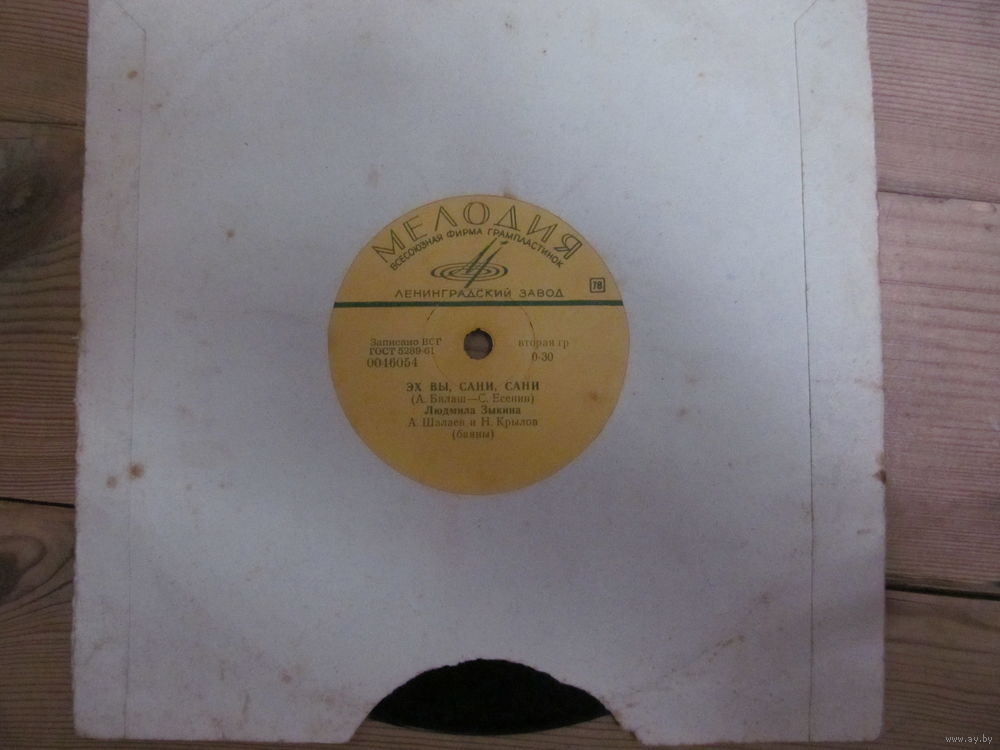 МЕЛОДИЯ
ВСЕСОЮЗНАЯ ФИРМА ГРАМПЛАСТИНОК
ЛЕНИНГРАДСКИЙ ЗАВОД
78
Записано ВСГ
ГОСТ 5289-61
0046054
вторая гр
0-30
ЭХ ВЫ, САНИ, САНИ
(А. Билаш—С. Есенин)
Людмила Зыкина
А. Шалаев и Н. Крылов
(баяны)
www.ay.by